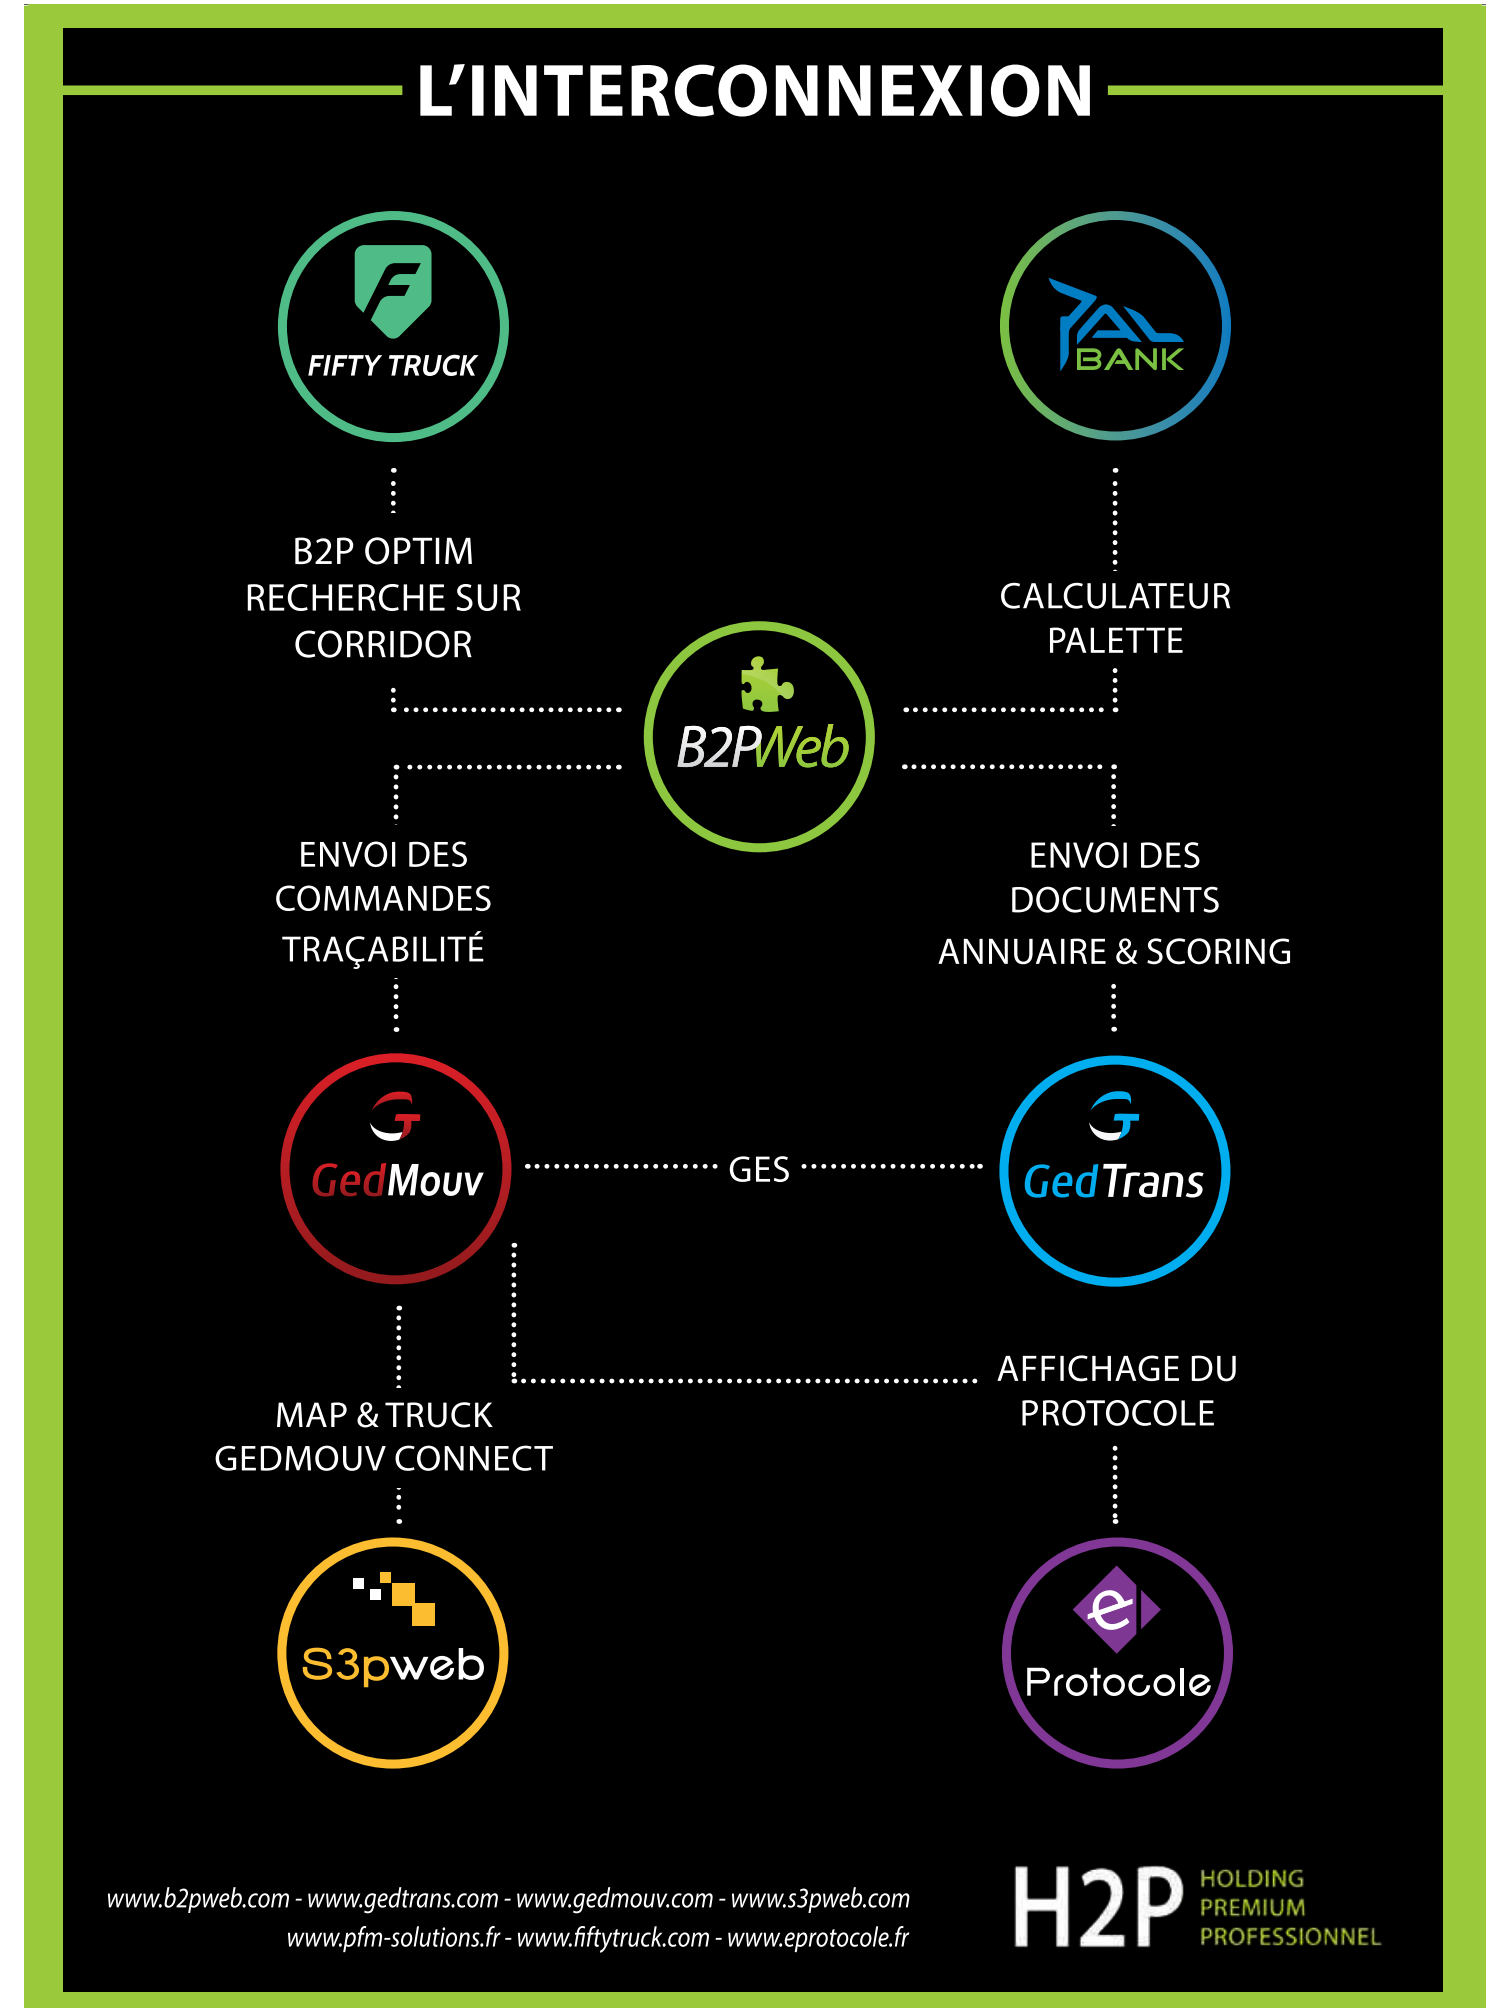 L'INTERCONNEXION
FIFTY TRUCK
PAL
BANK
B2P OPTIM
RECHERCHE SUR
CORRIDOR
CALCULATEUR
PALETTE
B2PWeb
ENVOI DES
COMMANDES
TRAÇABILITÉ
ENVOI DES
DOCUMENTS
ANNUAIRE & SCORING
GedMouv
GES
GedTrans
AFFICHAGE DU
PROTOCOLE
MAP & TRUCK
GEDMOUV CONNECT
S3pweb
e
Protocole
www.b2pweb.com - www.gedtrans.com - www.gedmouv.com - www.s3pweb.com
www.pfm-solutions.fr - www.fiftytruck.com - www.eprotocole.fr
H2P
HOLDING
PREMIUM
PROFESSIONNEL